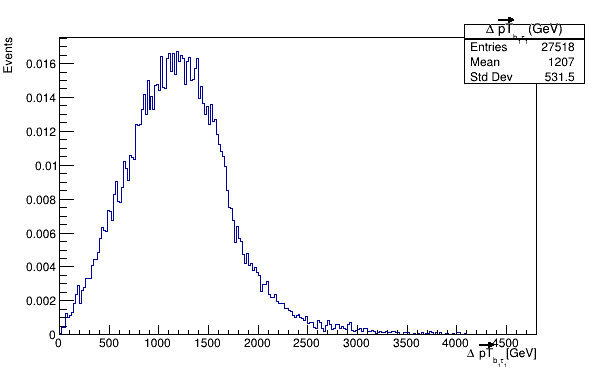 Δ pT b₁τ₁ (GeV)
Entries 27518
Mean 1207
Std Dev 531.5
Events
0.016
0.014
0.012
0.01
0.008
0.006
0.004
0.002
0
0 500 1000 1500 2000 2500 3000 3500 4000 4500
Δ pT b₁τ₁ [GeV]